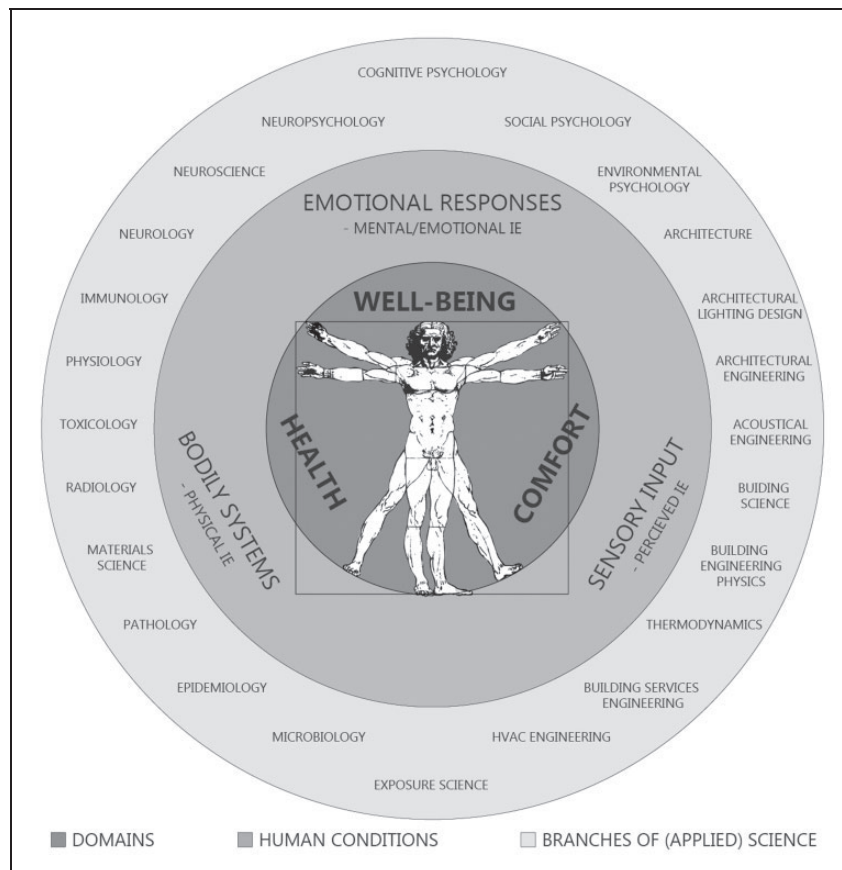 COGNITIVE PSYCHOLOGY
NEUROPSYCHOLOGY
SOCIAL PSYCHOLOGY
NEUROSCIENCE
ENVIRONMENTAL
PSYCHOLOGY
EMOTIONAL RESPONSES
- MENTAL/EMOTIONAL IE
NEUROLOGY
ARCHITECTURE
IMMUNOLOGY
WELL-BEING
ARCHITECTURAL
LIGHTING DESIGN
PHYSIOLOGY
ARCHITECTURAL
ENGINEERING
TOXICOLOGY
HEALTH
COMFORT
ACOUSTICAL
ENGINEERING
BODILY SYSTEMS
- PHYSICAL IE
SENSORY INPUT
- PERCIEVED IE
RADIOLOGY
BUIDING
SCIENCE
MATERIALS
SCIENCE
BUILDING
ENGINEERING
PHYSICS
PATHOLOGY
THERMODYNAMICS
EPIDEMIOLOGY
BUILDING SERVICES
ENGINEERING
MICROBIOLOGY
HVAC ENGINEERING
EXPOSURE SCIENCE
DOMAINS
HUMAN CONDITIONS
BRANCHES OF (APPLIED) SCIENCE